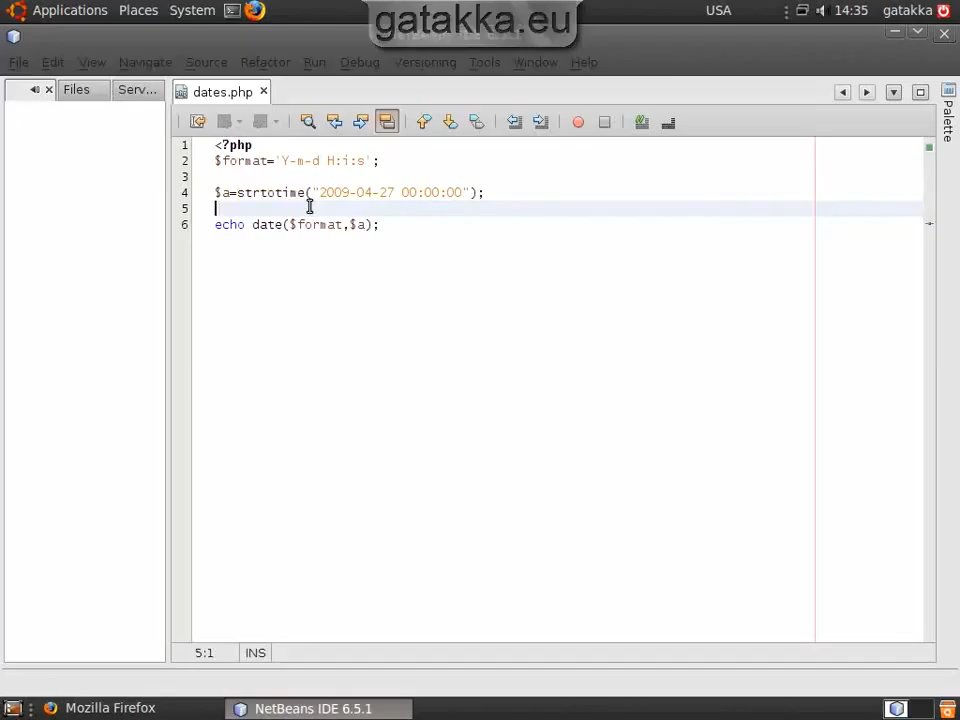 Applications Places System USA 14:35 gatakka
gatakka.eu
File Edit View Navigate Source Refactor Run Debug Versioning Tools Window Help
Files Serv... dates.php
Palette
1 <?php
2 $format='Y-m-d H:i:s';
3
4 $a=strtotime("2009-04-27 00:00:00");
5
6 echo date($format,$a);
5:1 INS
Mozilla Firefox NetBeans IDE 6.5.1